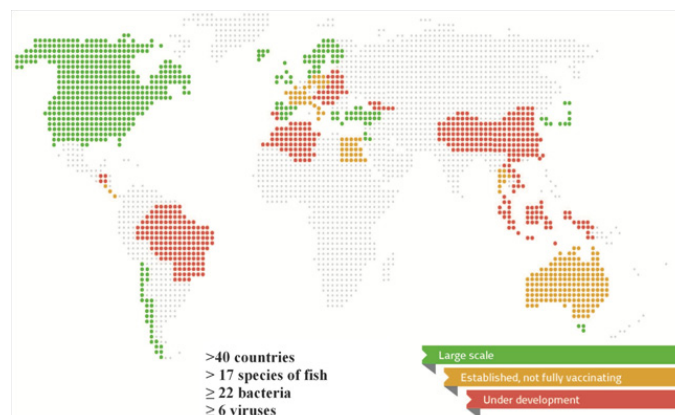 >40 countries
> 17 species of fish
≥ 22 bacteria
> 6 viruses
Large scale
Established, not fully vaccinating
Under development